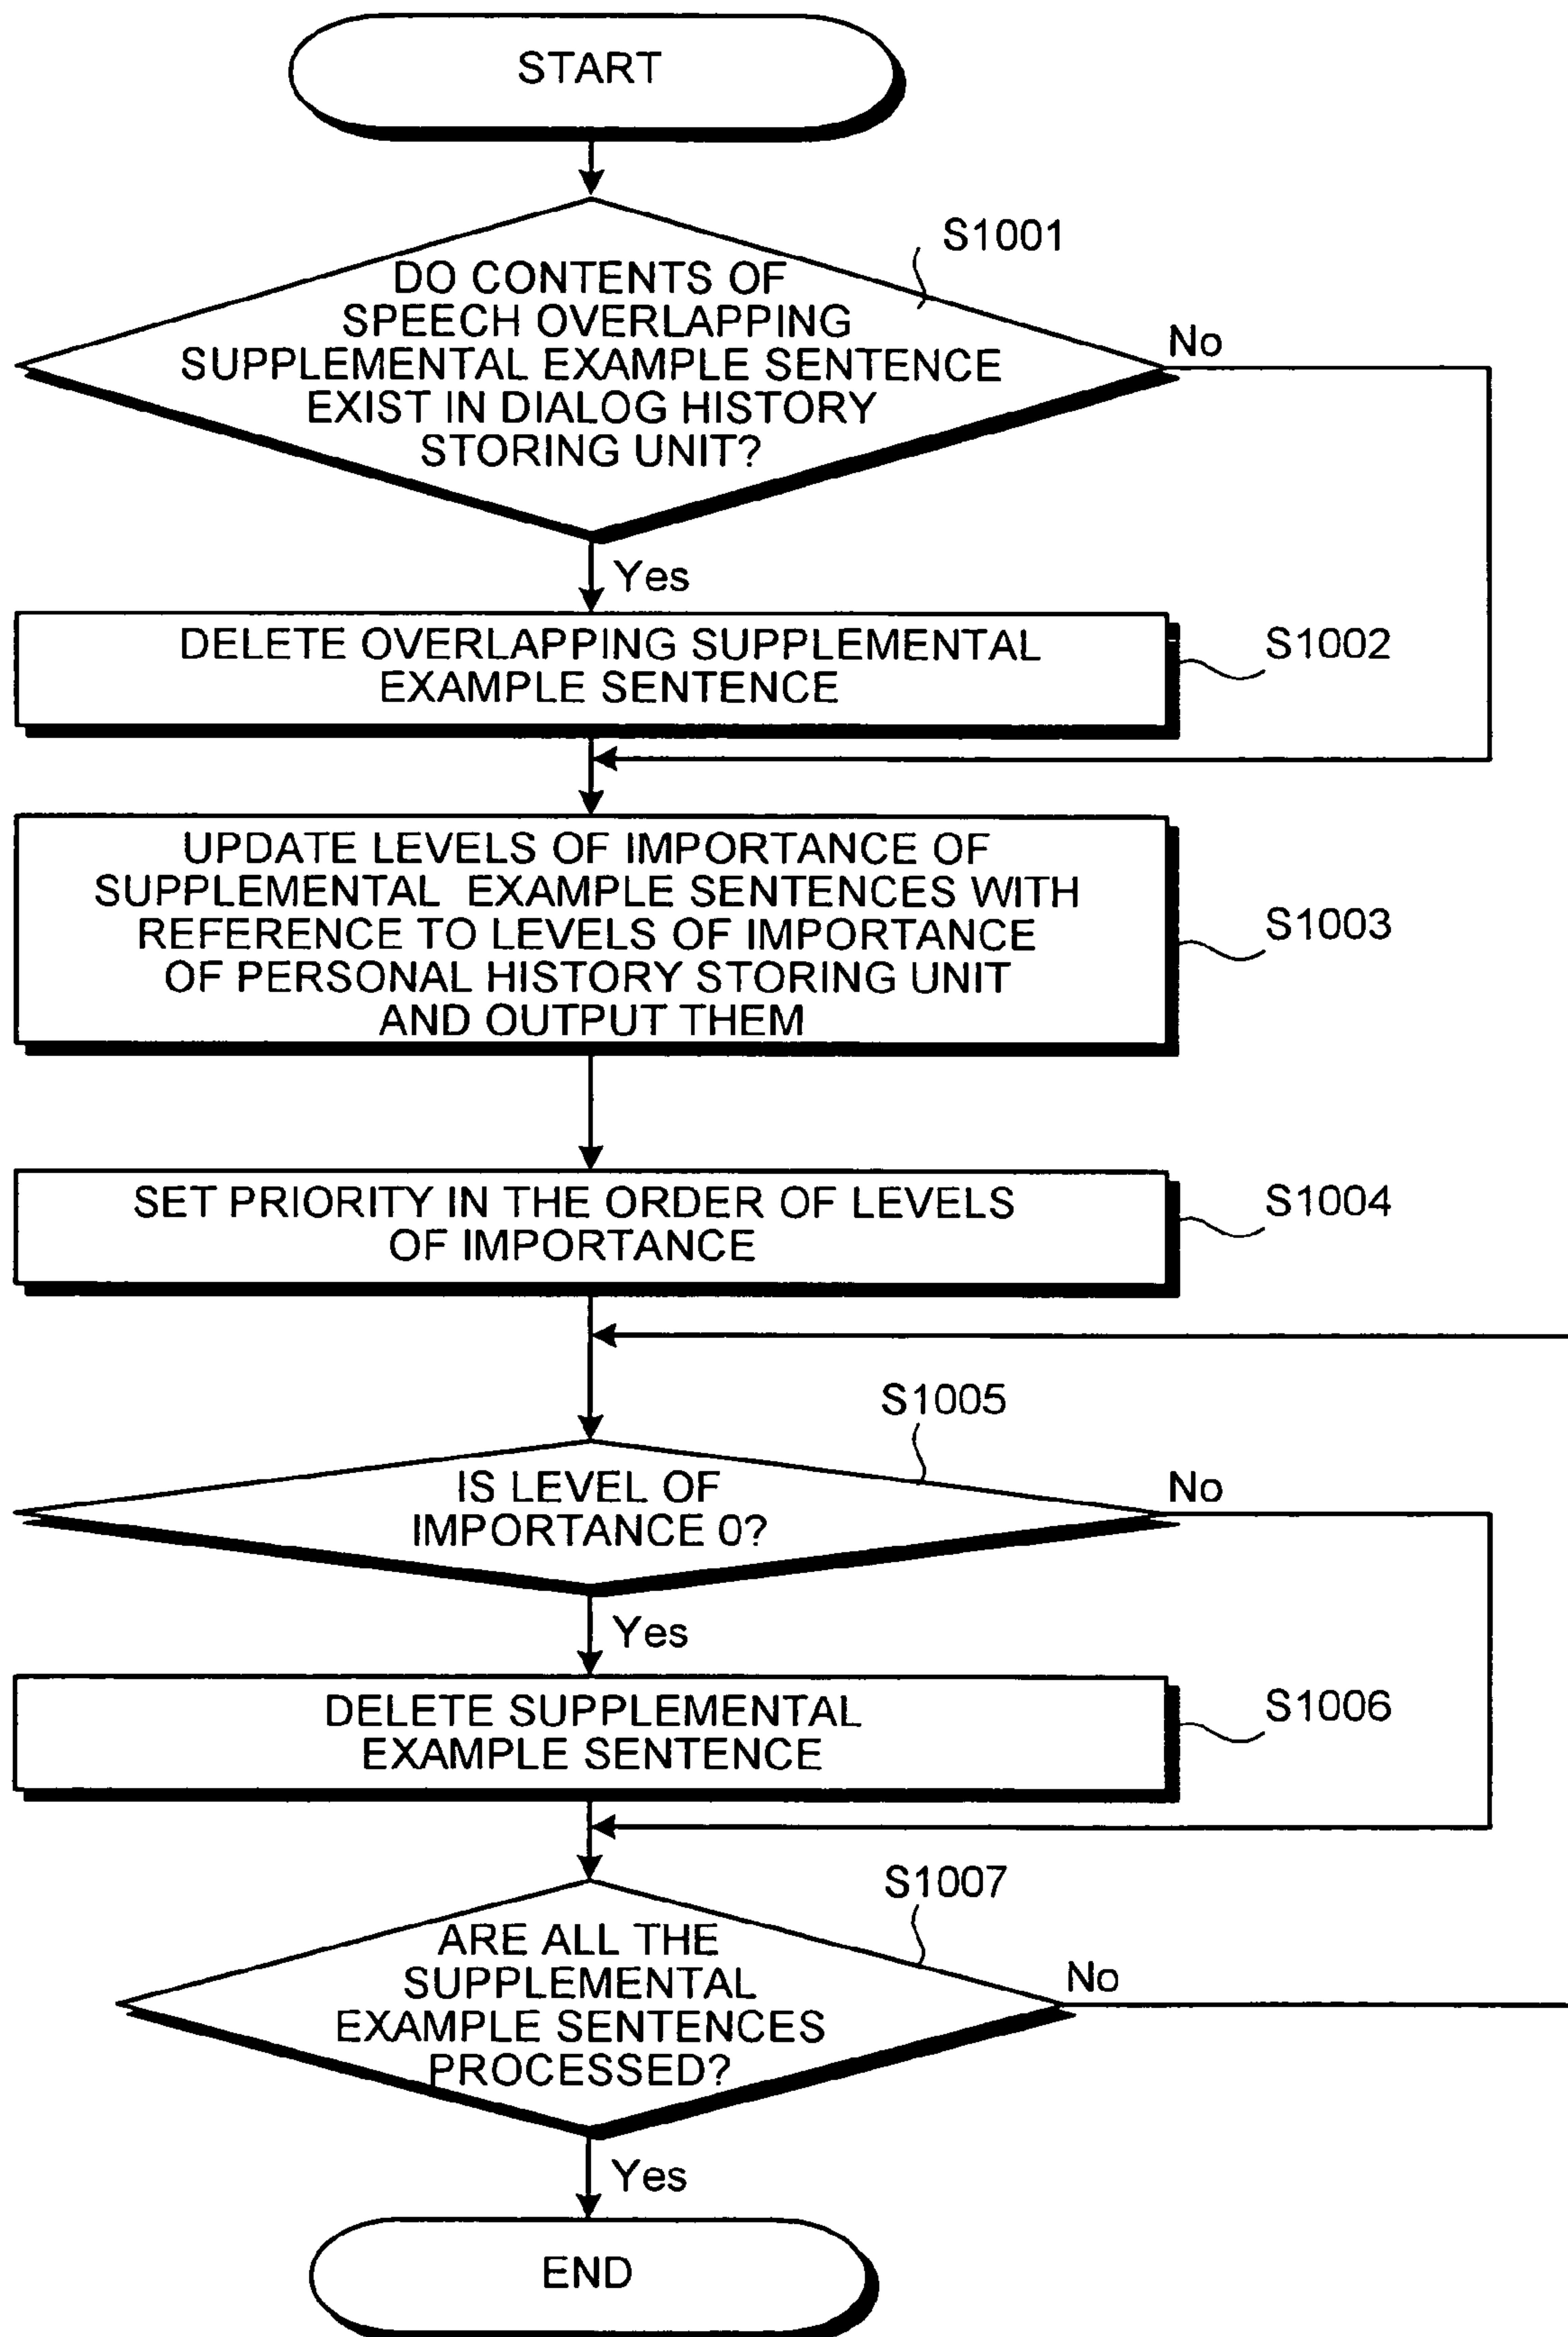 START
S1001
DO CONTENTS OF
SPEECH OVERLAPPING
SUPPLEMENTAL EXAMPLE SENTENCE
EXIST IN DIALOG HISTORY
STORING UNIT?
No
Yes
DELETE OVERLAPPING SUPPLEMENTAL
EXAMPLE SENTENCE
S1002
UPDATE LEVELS OF IMPORTANCE OF
SUPPLEMENTAL EXAMPLE SENTENCES WITH
REFERENCE TO LEVELS OF IMPORTANCE
OF PERSONAL HISTORY STORING UNIT
AND OUTPUT THEM
S1003
SET PRIORITY IN THE ORDER OF LEVELS
OF IMPORTANCE
S1004
S1005
IS LEVEL OF
IMPORTANCE 0?
No
Yes
DELETE SUPPLEMENTAL
EXAMPLE SENTENCE
S1006
S1007
ARE ALL THE
SUPPLEMENTAL
EXAMPLE SENTENCES
PROCESSED?
No
Yes
END